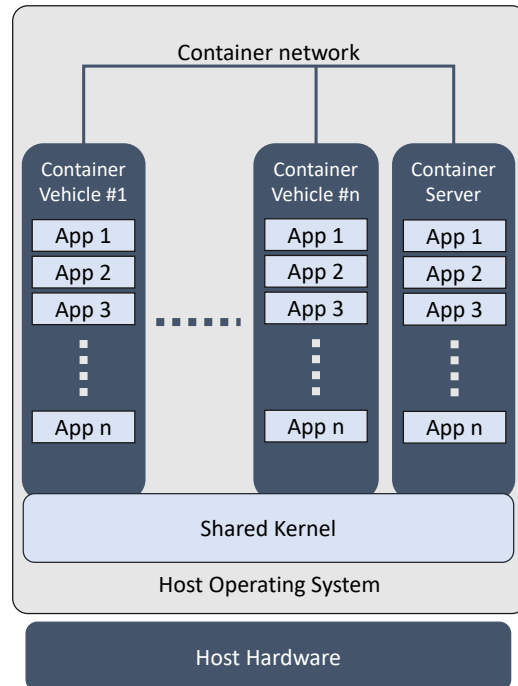 Container network
Container
Vehicle #1
App 1
App 2
App 3
App n
Container
Vehicle #n
App 1
App 2
App 3
App n
Container
Server
App 1
App 2
App 3
App n
Shared Kernel
Host Operating System
Host Hardware